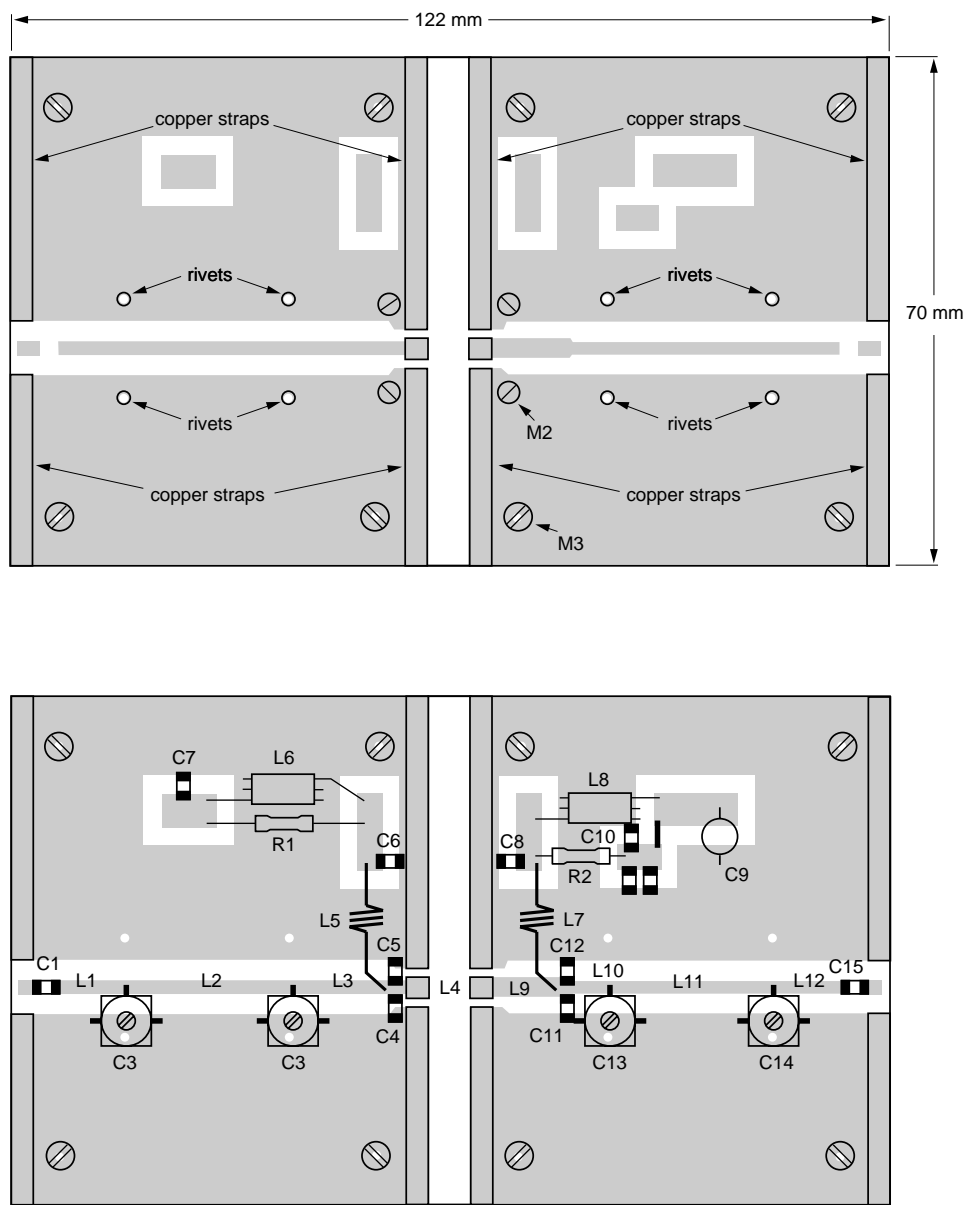 122 mm
copper straps
copper straps
rivets
rivets
70 mm
rivets
rivets
M2
copper straps
copper straps
M3
C7
L6
L8
C10
R1
C6
C8
R2
C9
L5
L7
C5
C12
C1
L1
L2
L3
L4
L9
L10
L11
L12
C15
C4
C11
C3
C3
C13
C14